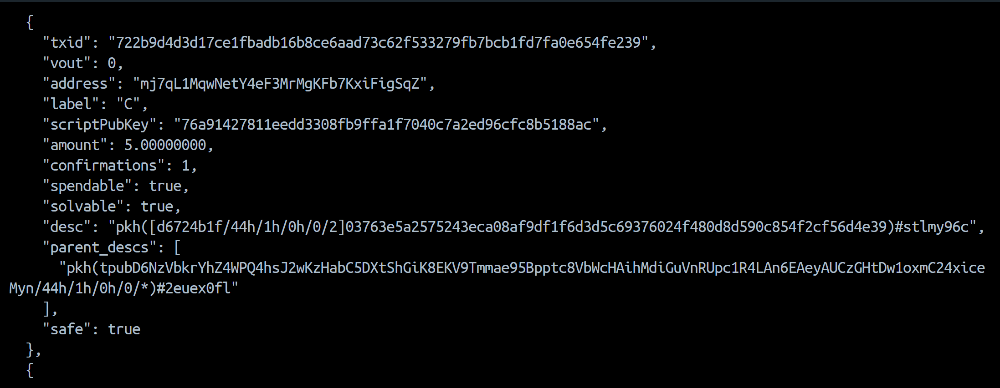 {
"txid": "722b9d4d3d17ce1fbadb16b8ce6aad73c62f533279fb7bcb1fd7fa0e654fe239",
"vout": 0,
"address": "mj7qL1MqwNetY4eF3MrMgKFb7KxiFigSqZ",
"label": "C",
"scriptPubKey": "76a91427811eedd3308fb9ffa1f7040c7a2ed96cfc8b5188ac",
"amount": 5.00000000,
"confirmations": 1,
"spendable": true,
"solvable": true,
"desc": "pkh([d6724b1f/44h/1h/0h/0/2]03763e5a2575243eca08af9df1f6d3d5c69376024f480d8d590c854f2cf56d4e39)#stlmy96c",
"parent_descs": [
"pkh(tpubD6NzVbkrYhZ4WPQ4hsJ2wKzHabC5DXtShGiK8EKV9Tmmae95Bpptc8VbWcHAihMdiGuVnRUpc1R4LAn6EAeyAUCzGHtDw1oxmC24xice
Myn/44h/1h/0h/0/*)#2euex0fl"
],
"safe": true
},
{